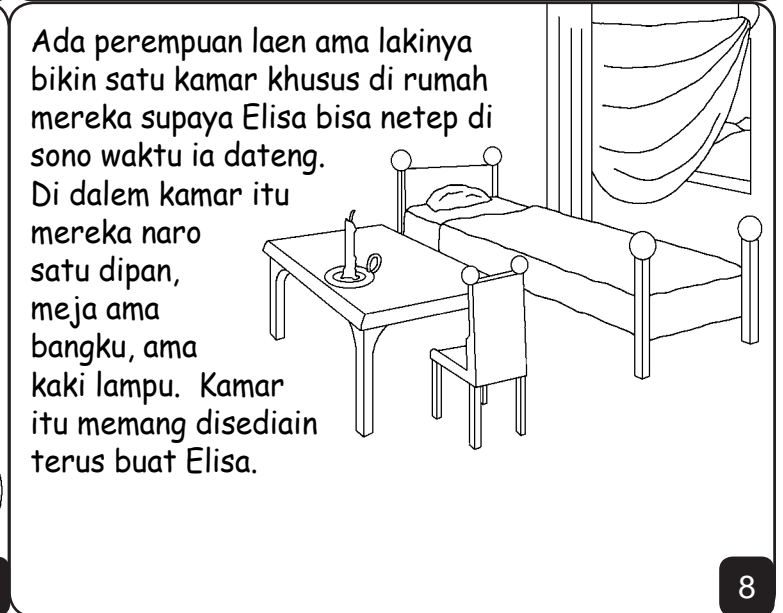 Ada perempuan laen ama lakinya
bikin satu kamar khusus di rumah
mereka supaya Elisa bisa netep di
sono waktu ia dateng.
Di dalem kamar itu
mereka naro
satu dipan,
meja ama
bangku, ama
kaki lampu.  Kamar
itu memang disediain
terus buat Elisa.
8